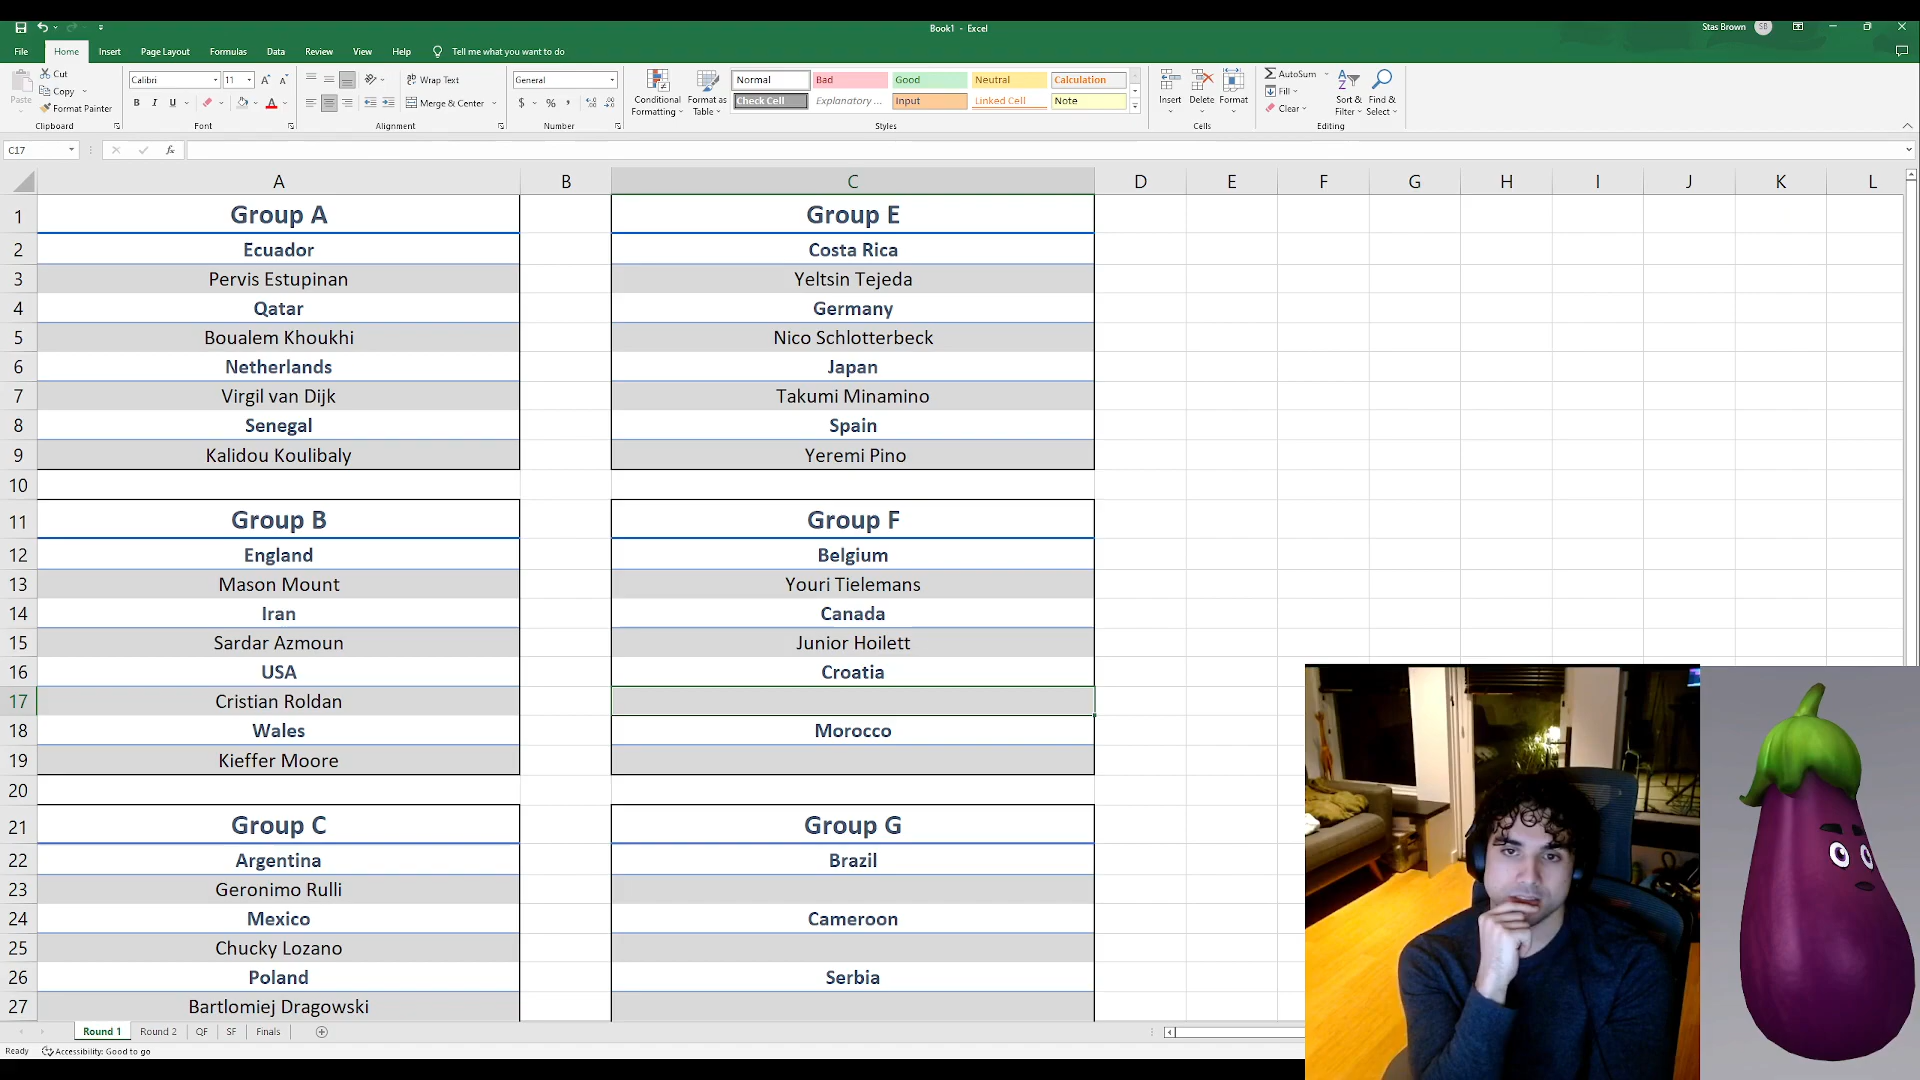 Book1 - Excel
Stas Brown
SB
File Home Insert Page Layout Formulas Data Review View Help Tell me what you want to do
Paste
Cut
Copy
Format Painter
Clipboard
Calibri 11
B I U
Font
Wrap Text
Merge & Center
Alignment
General
$ % ,
Number
Conditional Formatting
Format as Table
Normal Bad Good Neutral Calculation
Check Cell Explanatory ... Input Linked Cell Note
Styles
Insert Delete Format
Cells
AutoSum
Fill
Clear
Sort & Filter
Find & Select
Editing
C17
fx
A B C D E F G H I J K L
1 Group A Group E
2 Ecuador Costa Rica
3 Pervis Estupinan Yeltsin Tejeda
4 Qatar Germany
5 Boualem Khoukhi Nico Schlotterbeck
6 Netherlands Japan
7 Virgil van Dijk Takumi Minamino
8 Senegal Spain
9 Kalidou Koulibaly Yeremi Pino
10
11 Group B Group F
12 England Belgium
13 Mason Mount Youri Tielemans
14 Iran Canada
15 Sardar Azmoun Junior Hoilett
16 USA Croatia
17 Cristian Roldan
18 Wales Morocco
19 Kieffer Moore
20
21 Group C Group G
22 Argentina Brazil
23 Geronimo Rulli
24 Mexico Cameroon
25 Chucky Lozano
26 Poland Serbia
27 Bartlomiej Dragowski
Round 1 Round 2 QF SF Finals
Ready Accessibility: Good to go